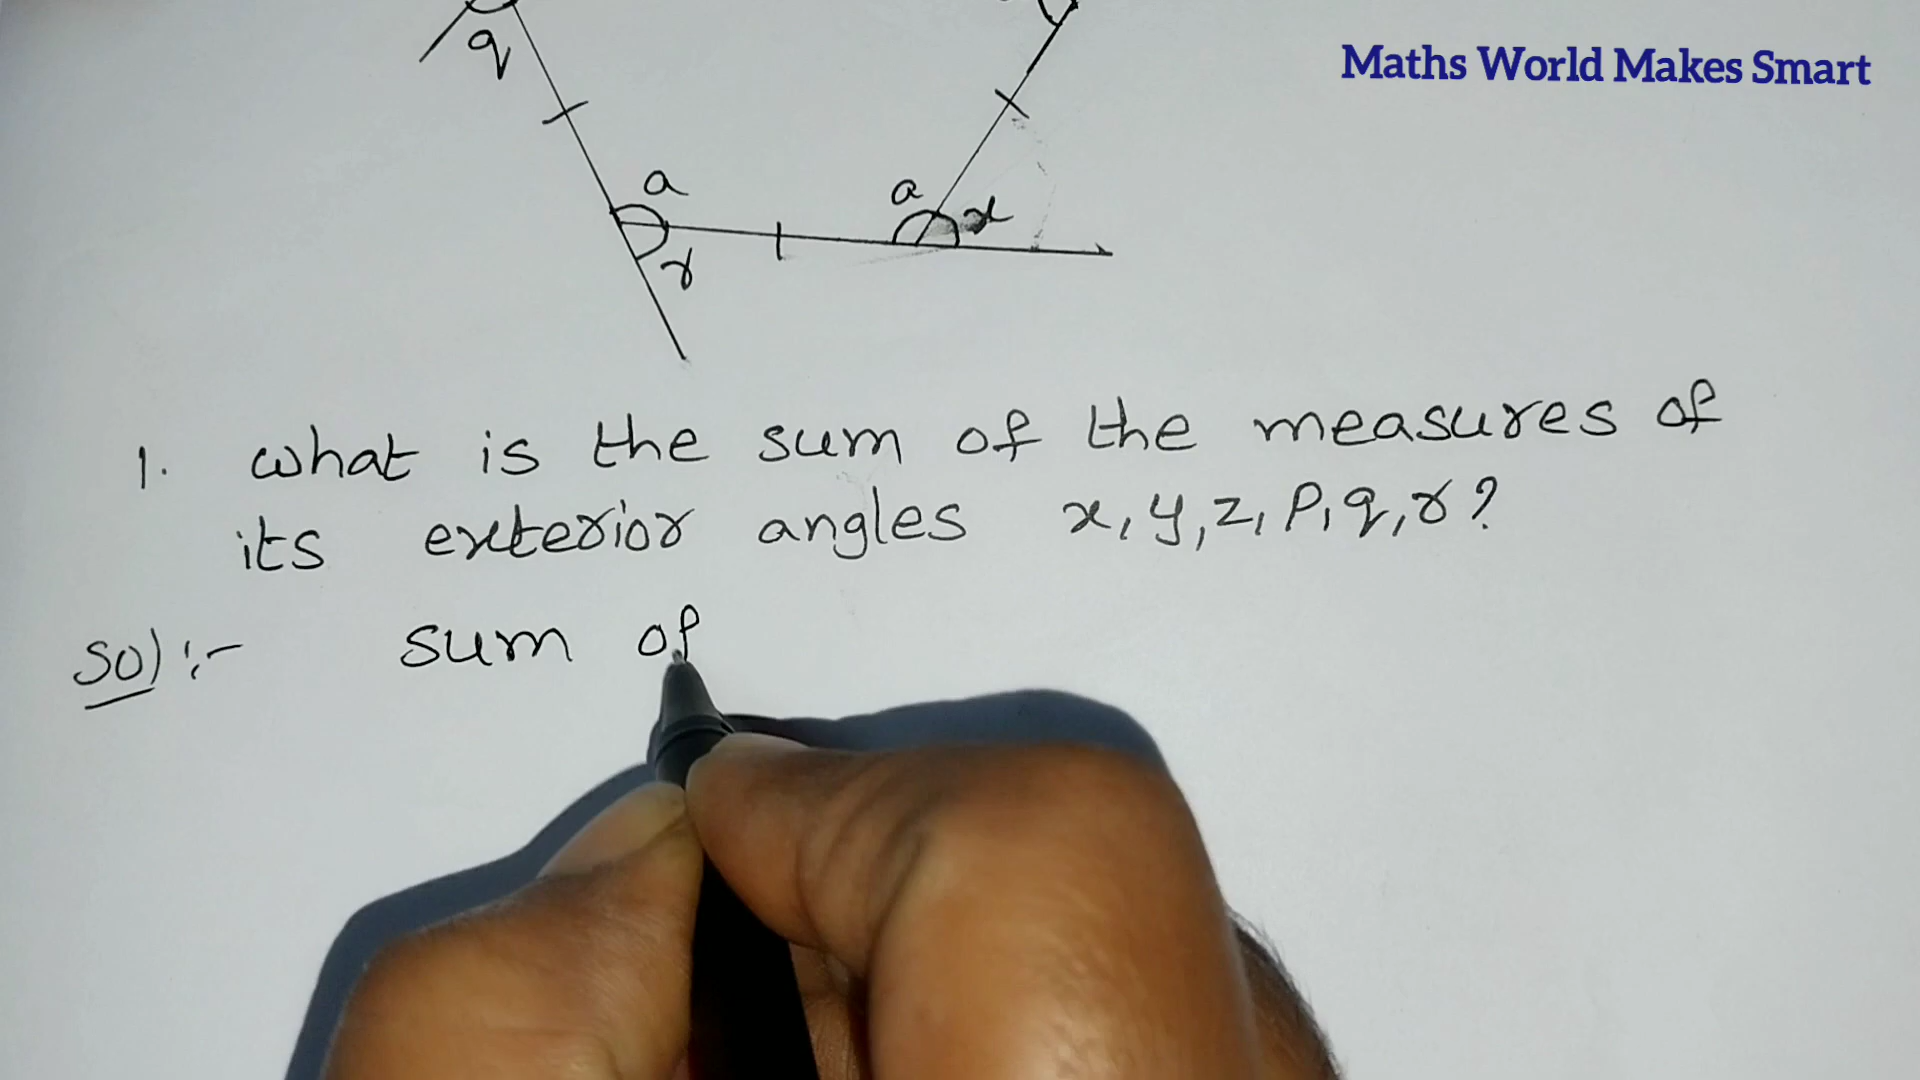 q
Maths World Makes Smart
a
a
x
r
1. what is the sum of the measures of
its exterior angles x, y, z, p, q, r?
Sol:- sum of